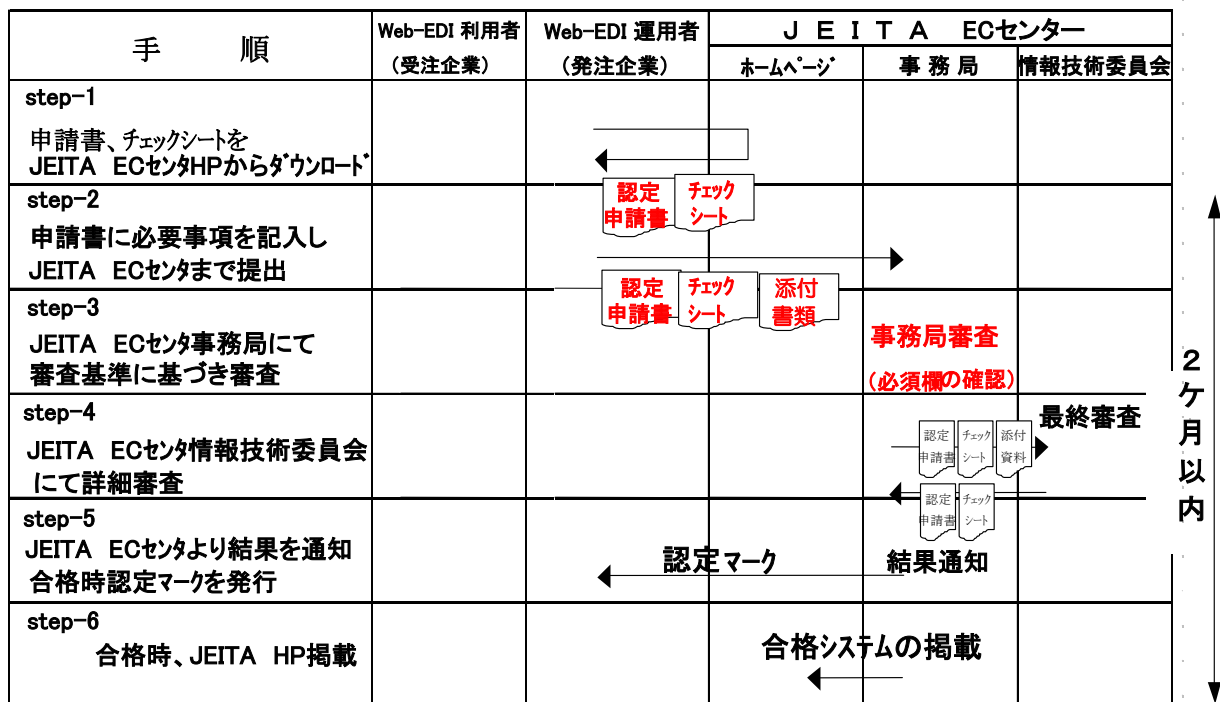 手 順
Web-EDI 利用者
(受注企業)
Web-EDI 運用者
(発注企業)
ＪＥＩＴＡ ECセンター
ホームページ
事務局
情報技術委員会
step-1
申請書、チェックシートを
JEITA ECセンタHPからダウンロード
step-2
申請書に必要事項を記入し
JEITA ECセンタまで提出
認定
申請書
チェック
シート
step-3
JEITA ECセンタ事務局にて
審査基準に基づき審査
認定
申請書
チェック
シート
添付
書類
事務局審査
(必須欄の確認)
step-4
JEITA ECセンタ情報技術委員会
にて詳細審査
認定
申請書
チェック
シート
添付
資料
最終審査
認定
申請書
チェック
シート
step-5
JEITA ECセンタより結果を通知
合格時認定マークを発行
認定マーク
結果通知
step-6
合格時、JEITA HP掲載
合格システムの掲載
２ケ月以内